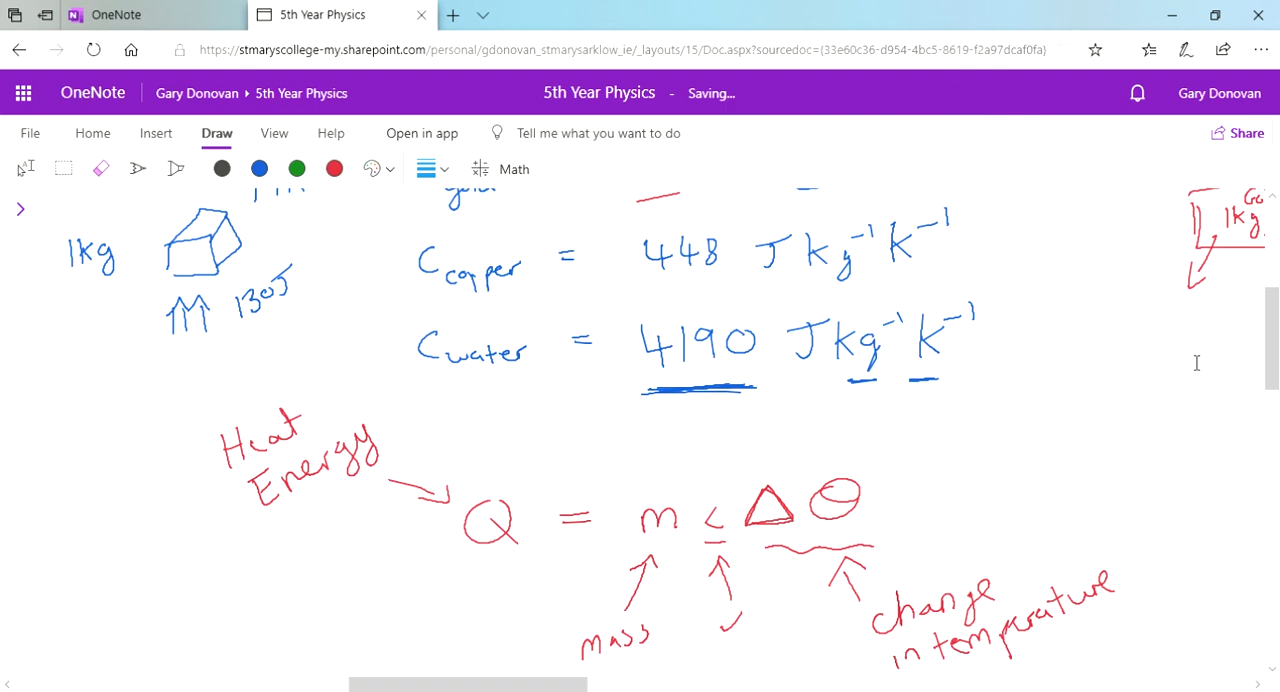 OneNote
5th Year Physics
https://stmaryscollege-my.sharepoint.com/personal/gdonovan_stmarysarklow_ie/_layouts/15/Doc.aspx?sourcedoc={33e60c36-d954-4bc5-8619-f2a97dcaf0fa}
OneNote Gary Donovan › 5th Year Physics 5th Year Physics - Saving... Gary Donovan
File Home Insert Draw View Help Open in app Tell me what you want to do Share
Math
1kg
130J
C copper = 448 J kg⁻¹ K⁻¹
C water = 4190 J kg⁻¹ K⁻¹
1kg
Heat
Energy
Q = m c Δ Θ
mass
change
in temperature